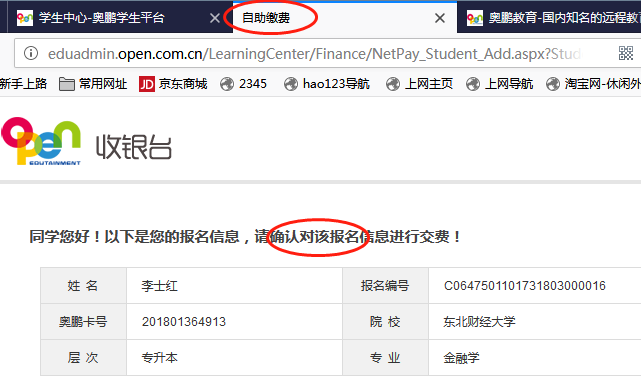 学生中心-奥鹏学生平台 自助缴费 奥鹏教育-国内知名的远程教育
eduadmin.open.com.cn/LearningCenter/Finance/NetPay_Student_Add.aspx?Stud
新手上路 常用网址 JD 京东商城 2345 hao123导航 上网主页 上网导航 淘宝网-休闲外
open EDUTAINMENT 收银台
同学您好！以下是您的报名信息，请确认对该报名信息进行交费！
姓 名 李士红 报名编号 C0647501101731803000016
奥鹏卡号 201801364913 院 校 东北财经大学
层 次 专升本 专 业 金融学